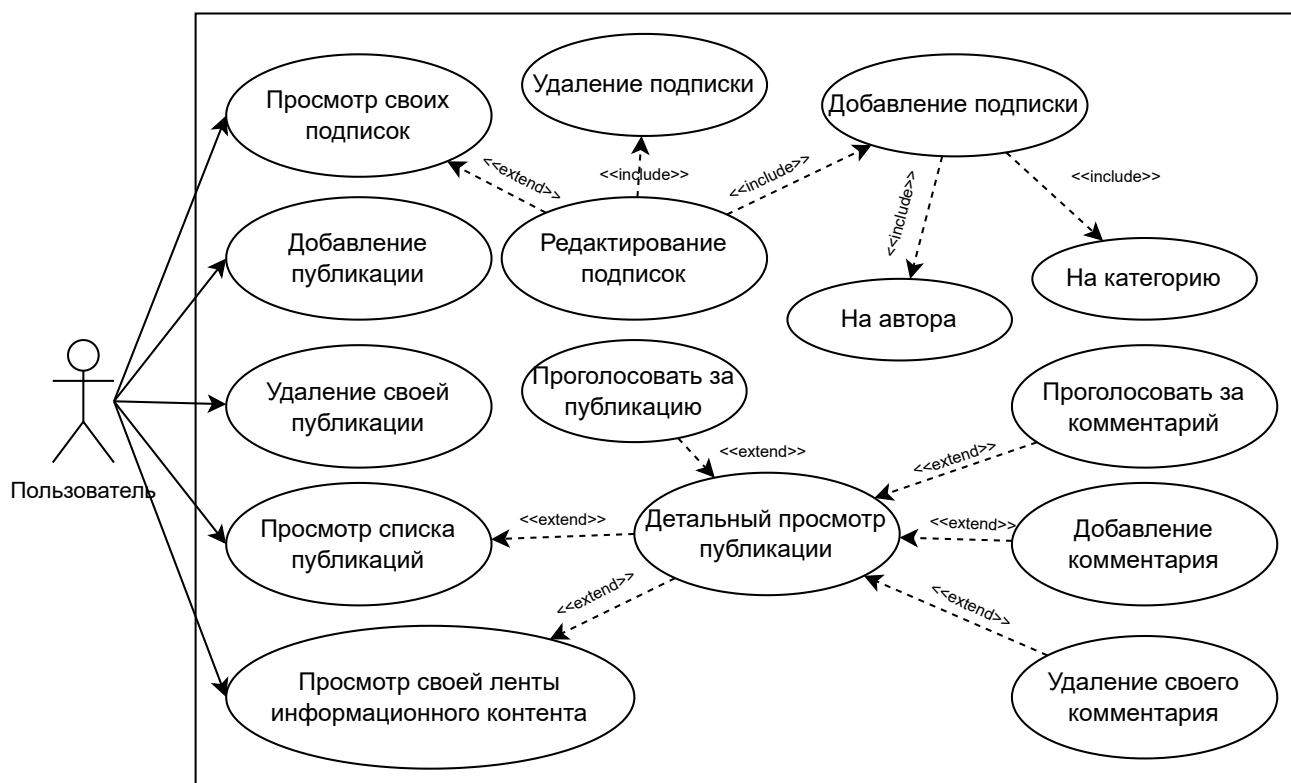 Просмотр своих
подписок
Удаление подписки
Добавление подписки
<<extend>>
<<include>>
<<include>>
<<include>>
<<include>>
Добавление
публикации
Редактирование
подписок
На автора
На категорию
Пользователь
Удаление своей
публикации
Проголосовать за
публикацию
Проголосовать за
комментарий
<<extend>>
<<extend>>
Просмотр списка
публикаций
<<extend>>
Детальный просмотр
публикации
<<extend>>
Добавление
комментария
<<extend>>
<<extend>>
Просмотр своей ленты
информационного контента
Удаление своего
комментария